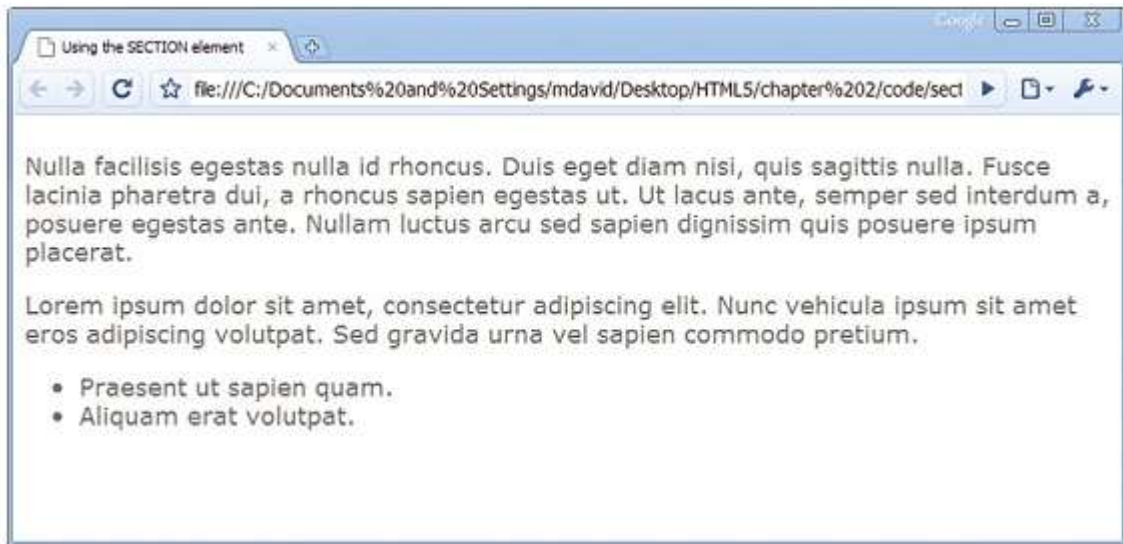 Google
Using the SECTION element
file:///C:/Documents%20and%20Settings/mdavid/Desktop/HTML5/chapter%202/code/sect
Nulla facilisis egestas nulla id rhoncus. Duis eget diam nisi, quis sagittis nulla. Fusce
lacinia pharetra dui, a rhoncus sapien egestas ut. Ut lacus ante, semper sed interdum a,
posuere egestas ante. Nullam luctus arcu sed sapien dignissim quis posuere ipsum
placerat.
Lorem ipsum dolor sit amet, consectetur adipiscing elit. Nunc vehicula ipsum sit amet
eros adipiscing volutpat. Sed gravida urna vel sapien commodo pretium.
• Praesent ut sapien quam.
• Aliquam erat volutpat.